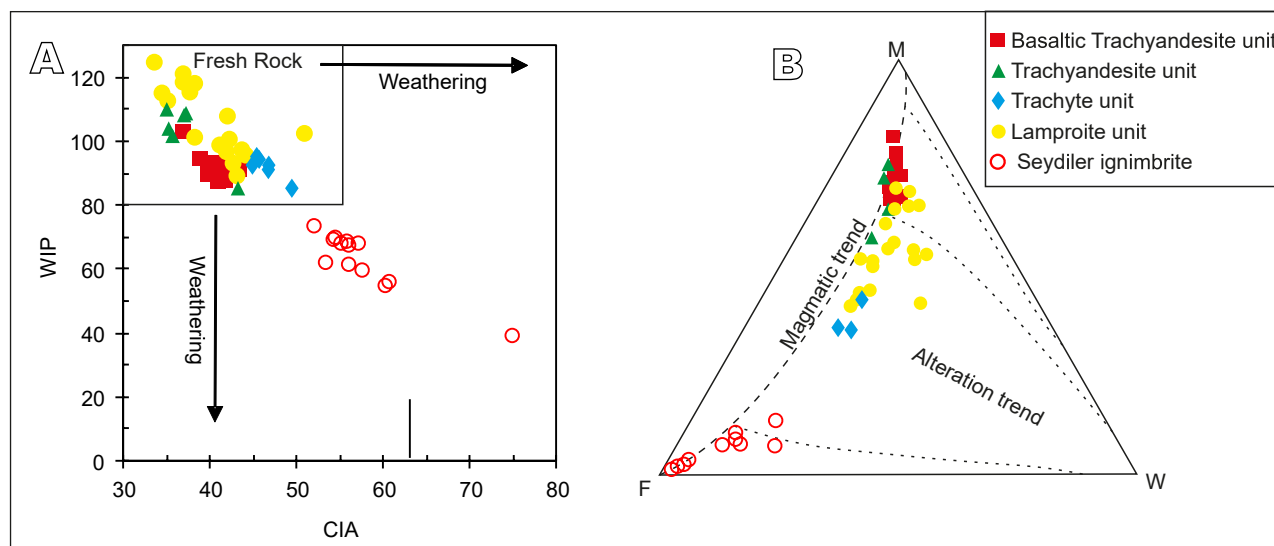 A
Fresh Rock
Weathering
Weathering
WIP
120
100
80
60
40
20
0
30
40
50
60
70
80
CIA
B
M
F
W
Magmatic trend
Alteration trend
Basaltic Trachyandesite unit
Trachyandesite unit
Trachyte unit
Lamproite unit
Seydiler ignimbrite